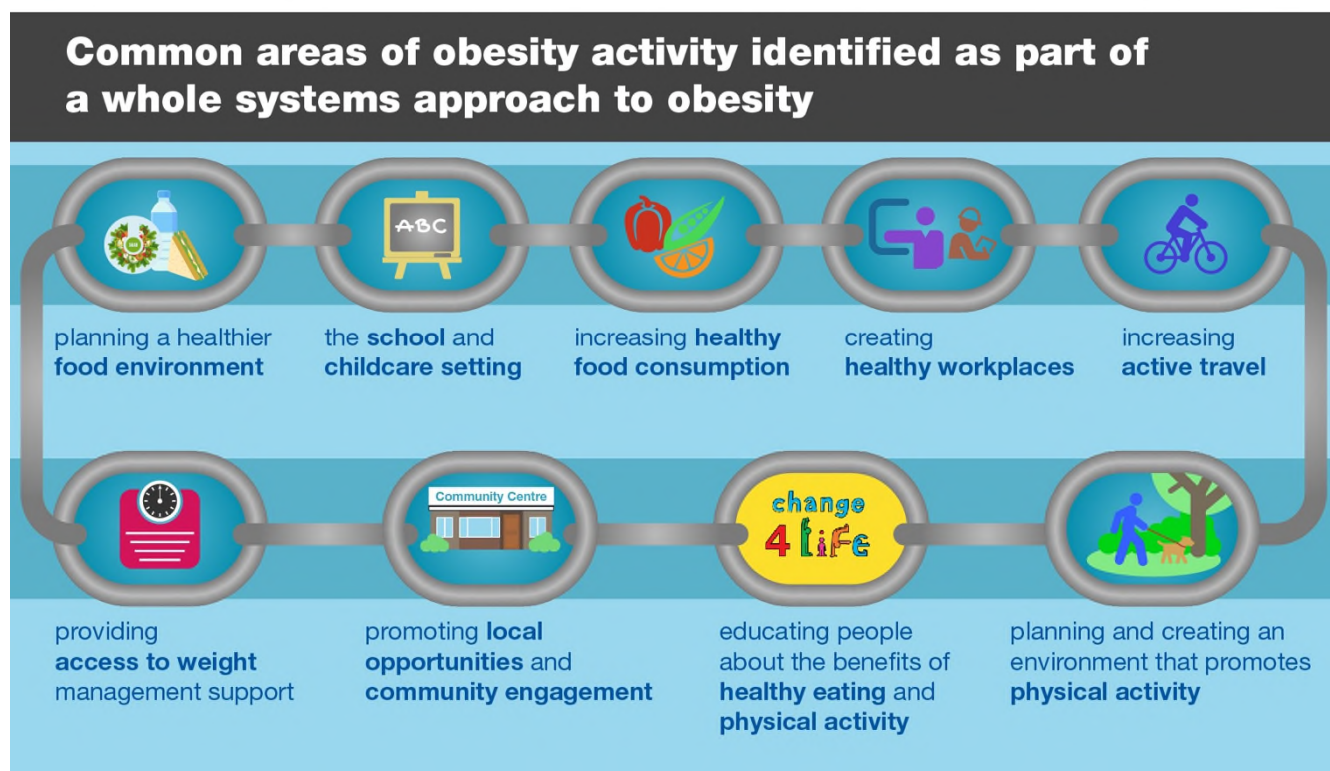 Common areas of obesity activity identified as part of
a whole systems approach to obesity
ABC
planning a healthier
food environment
the school and
childcare setting
increasing healthy
food consumption
creating
healthy workplaces
increasing
active travel
Community Centre
change
4 LiFe
providing
access to weight
management support
promoting local
opportunities and
community engagement
educating people
about the benefits of
healthy eating and
physical activity
planning and creating an
environment that promotes
physical activity